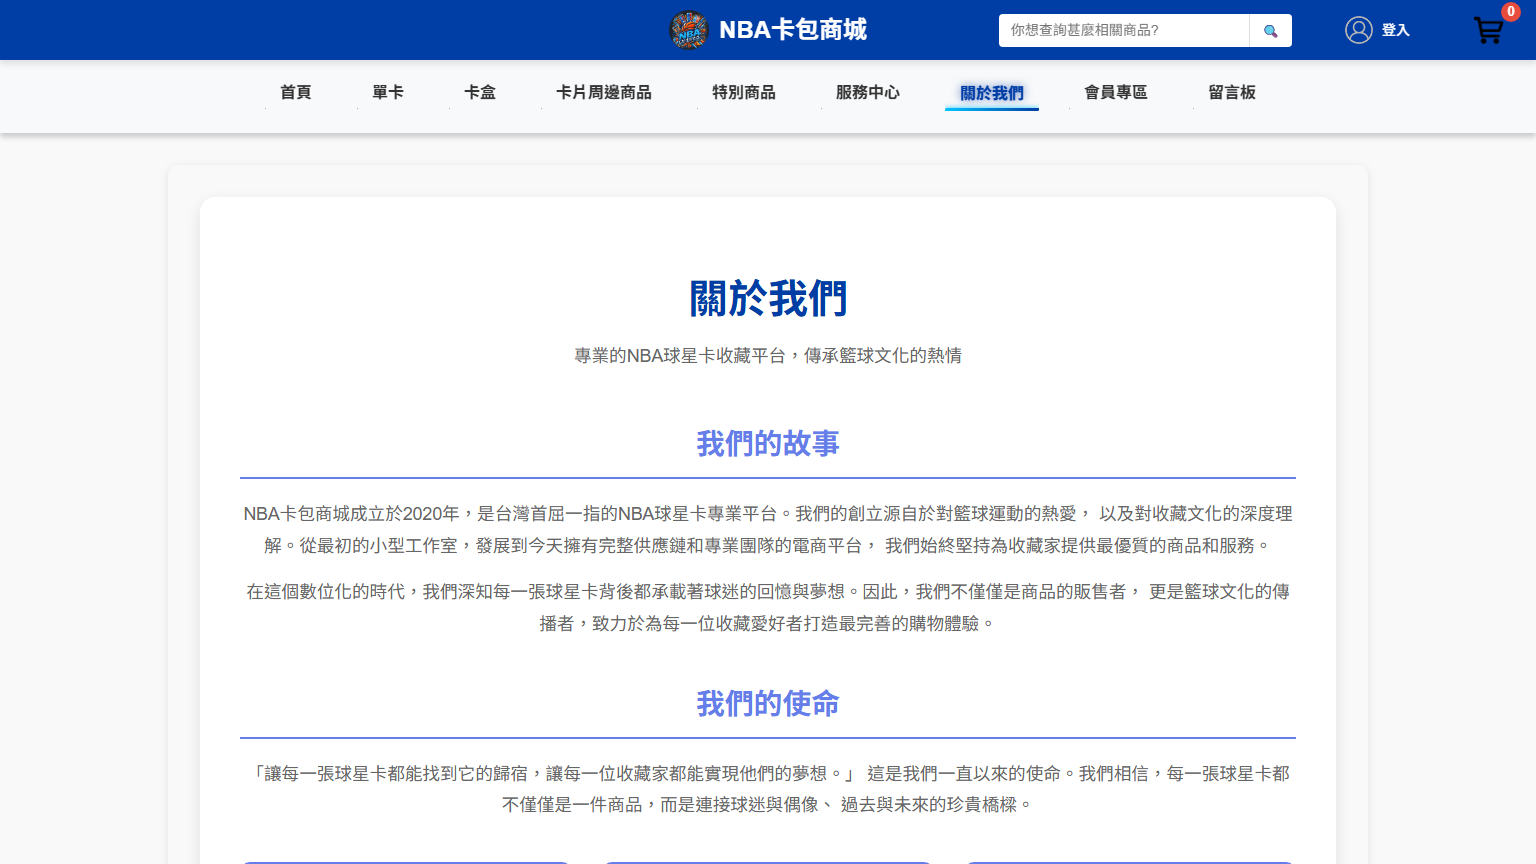 NBA卡包商城
你想查詢甚麼相關商品?
登入
0
首頁
單卡
卡盒
卡片周邊商品
特別商品
服務中心
關於我們
會員專區
留言板
關於我們
專業的NBA球星卡收藏平台，傳承籃球文化的熱情
我們的故事
NBA卡包商城成立於2020年，是台灣首屈一指的NBA球星卡專業平台。我們的創立源自於對籃球運動的熱愛， 以及對收藏文化的深度理
解。從最初的小型工作室，發展到今天擁有完整供應鏈和專業團隊的電商平台， 我們始終堅持為收藏家提供最優質的商品和服務。
在這個數位化的時代，我們深知每一張球星卡背後都承載著球迷的回憶與夢想。因此，我們不僅僅是商品的販售者， 更是籃球文化的傳
播者，致力於為每一位收藏愛好者打造最完善的購物體驗。
我們的使命
「讓每一張球星卡都能找到它的歸宿，讓每一位收藏家都能實現他們的夢想。」 這是我們一直以來的使命。我們相信，每一張球星卡都
不僅僅是一件商品，而是連接球迷與偶像、 過去與未來的珍貴橋樑。